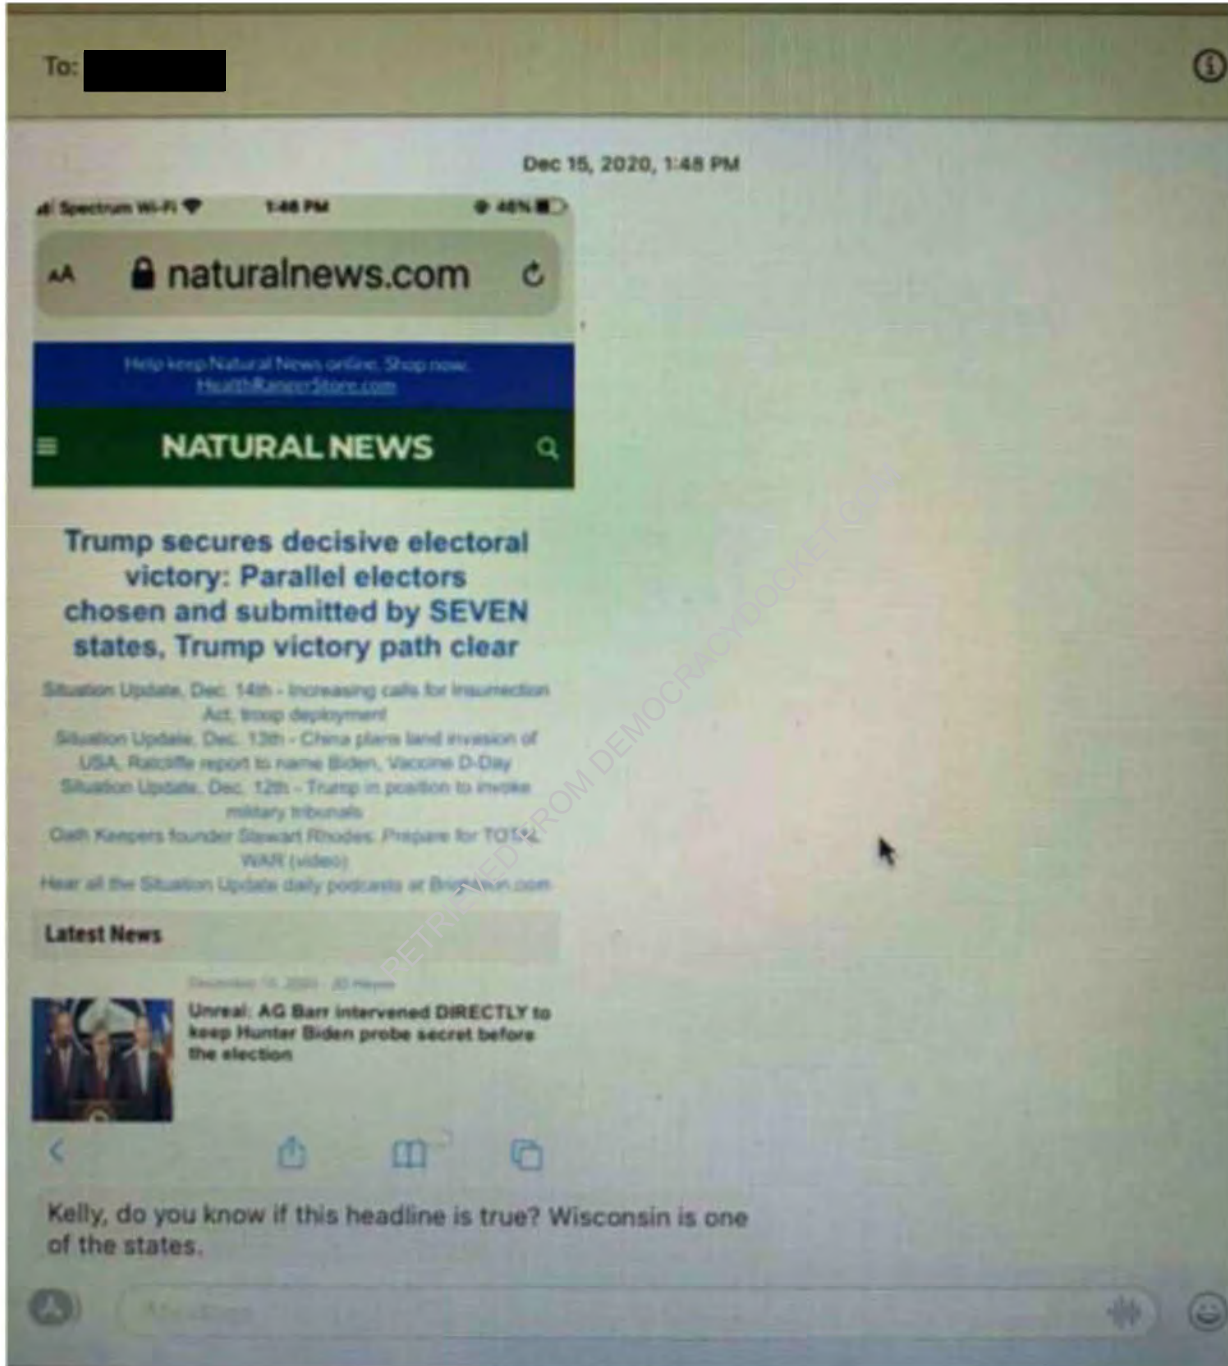 To:
Dec 15, 2020, 1:48 PM
Spectrum Wi-Fi 1:48 PM 46%
AA naturalnews.com
Help keep Natural News online. Shop now.
HealthRangerStore.com
NATURAL NEWS
Trump secures decisive electoral
victory: Parallel electors
chosen and submitted by SEVEN
states, Trump victory path clear
Situation Update, Dec. 14th - Increasing calls for Insurrection
Act, troop deployment
Situation Update, Dec. 13th - China plans land invasion of
USA, Ratcliffe report to name Biden, Vaccine D-Day
Situation Update, Dec. 12th - Trump in position to invoke
military tribunals
Oath Keepers founder Stewart Rhodes: Prepare for TOTAL
WAR (video)
Hear all the Situation Update daily podcasts at Brighteon.com
Latest News
2020
Unreal: AG Barr intervened DIRECTLY to
keep Hunter Biden probe secret before
the election
Kelly, do you know if this headline is true? Wisconsin is one
of the states.
RETRIEVED FROM DEMOCRACYDOCKET.COM